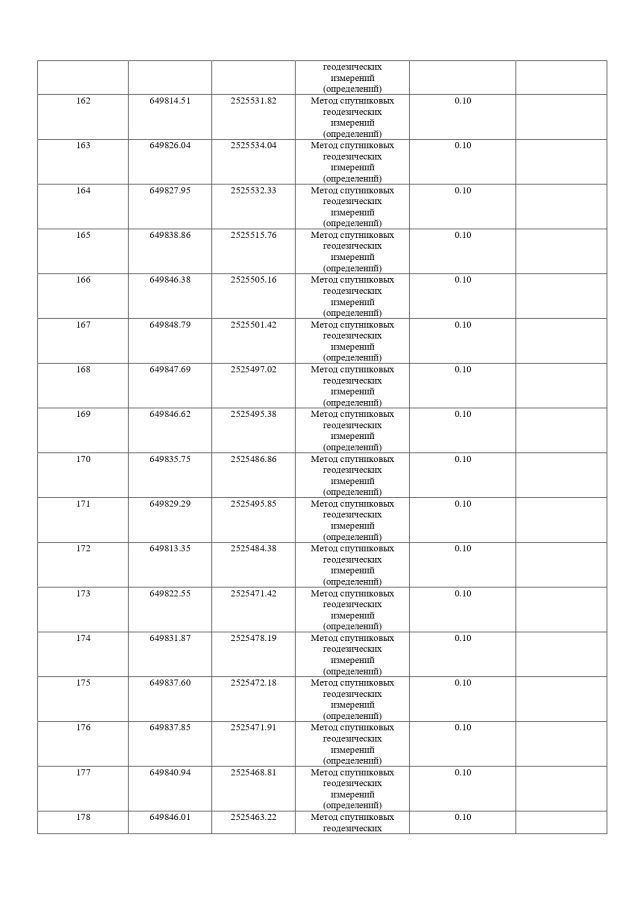 геодезических
измерений
(определений)
162 649814.51 2525531.82 Метод спутниковых 0.10
геодезических
измерений
(определений)
163 649826.04 2525534.04 Метод спутниковых 0.10
геодезических
измерений
(определений)
164 649827.95 2525532.33 Метод спутниковых 0.10
геодезических
измерений
(определений)
165 649838.86 2525515.76 Метод спутниковых 0.10
геодезических
измерений
(определений)
166 649846.38 2525505.16 Метод спутниковых 0.10
геодезических
измерений
(определений)
167 649848.79 2525501.42 Метод спутниковых 0.10
геодезических
измерений
(определений)
168 649847.69 2525497.02 Метод спутниковых 0.10
геодезических
измерений
(определений)
169 649846.62 2525495.38 Метод спутниковых 0.10
геодезических
измерений
(определений)
170 649835.75 2525486.86 Метод спутниковых 0.10
геодезических
измерений
(определений)
171 649829.29 2525495.85 Метод спутниковых 0.10
геодезических
измерений
(определений)
172 649813.35 2525484.38 Метод спутниковых 0.10
геодезических
измерений
(определений)
173 649822.55 2525471.42 Метод спутниковых 0.10
геодезических
измерений
(определений)
174 649831.87 2525478.19 Метод спутниковых 0.10
геодезических
измерений
(определений)
175 649837.60 2525472.18 Метод спутниковых 0.10
геодезических
измерений
(определений)
176 649837.85 2525471.91 Метод спутниковых 0.10
геодезических
измерений
(определений)
177 649840.94 2525468.81 Метод спутниковых 0.10
геодезических
измерений
(определений)
178 649846.01 2525463.22 Метод спутниковых 0.10
геодезических